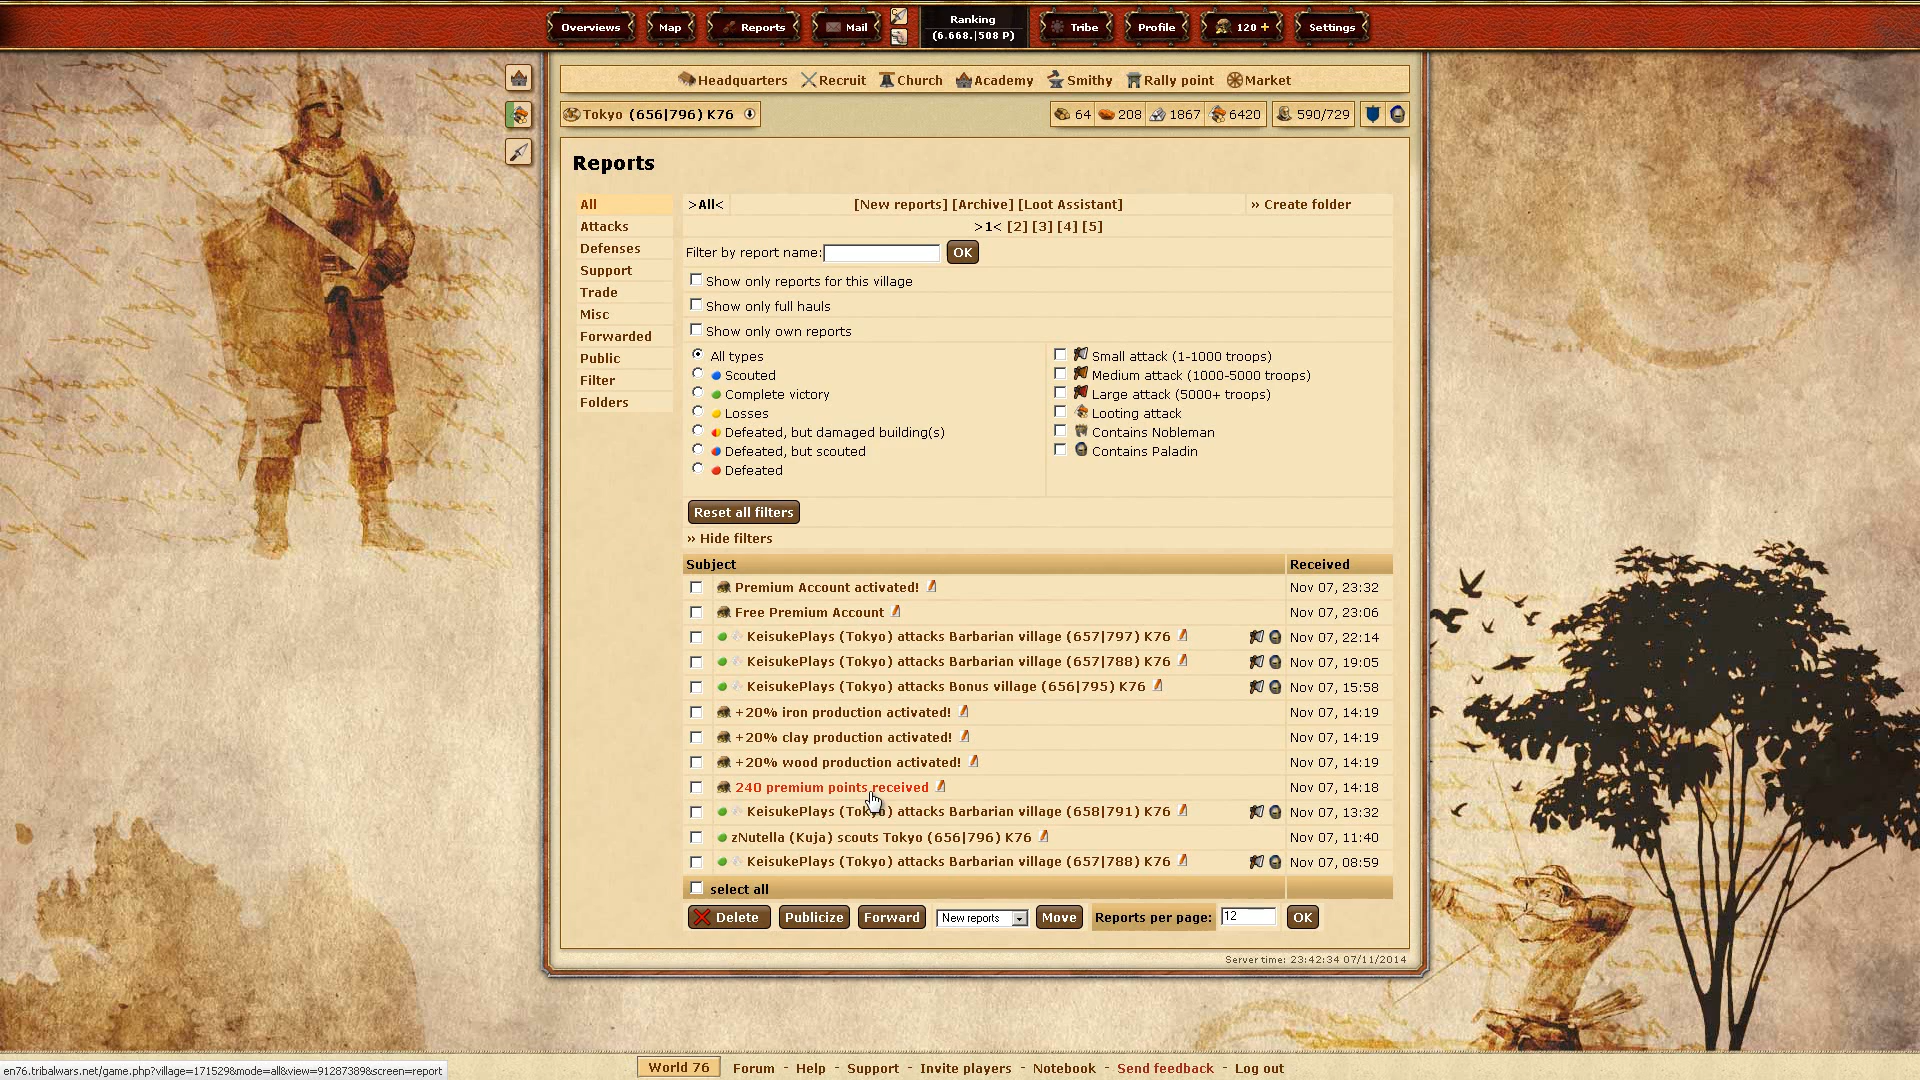 Overviews
Map
Reports
Mail
Ranking
(6.668.|508 P)
Tribe
Profile
120 +
Settings
Headquarters Recruit Church Academy Smithy Rally point Market
Tokyo (656|796) K76
64 208 1867 6420 590/729
Reports
All
Attacks
Defenses
Support
Trade
Misc
Forwarded
Public
Filter
Folders
>All< [New reports] [Archive] [Loot Assistant] » Create folder
>1< [2] [3] [4] [5]
Filter by report name: OK
Show only reports for this village
Show only full hauls
Show only own reports
All types
Scouted
Complete victory
Losses
Defeated, but damaged building(s)
Defeated, but scouted
Defeated
Small attack (1-1000 troops)
Medium attack (1000-5000 troops)
Large attack (5000+ troops)
Looting attack
Contains Nobleman
Contains Paladin
Reset all filters
» Hide filters
Subject Received
Premium Account activated! Nov 07, 23:32
Free Premium Account Nov 07, 23:06
KeisukePlays (Tokyo) attacks Barbarian village (657|797) K76 Nov 07, 22:14
KeisukePlays (Tokyo) attacks Barbarian village (657|788) K76 Nov 07, 19:05
KeisukePlays (Tokyo) attacks Bonus village (656|795) K76 Nov 07, 15:58
+20% iron production activated! Nov 07, 14:19
+20% clay production activated! Nov 07, 14:19
+20% wood production activated! Nov 07, 14:19
240 premium points received Nov 07, 14:18
KeisukePlays (Tokyo) attacks Barbarian village (658|791) K76 Nov 07, 13:32
zNutella (Kuja) scouts Tokyo (656|796) K76 Nov 07, 11:40
KeisukePlays (Tokyo) attacks Barbarian village (657|788) K76 Nov 07, 08:59
select all
Delete Publicize Forward New reports Move Reports per page: 12 OK
Server time: 23:42:34 07/11/2014
World 76 Forum - Help - Support - Invite players - Notebook - Send feedback - Log out
en76.tribalwars.net/game.php?village=171529&mode=all&view=91287389&screen=report